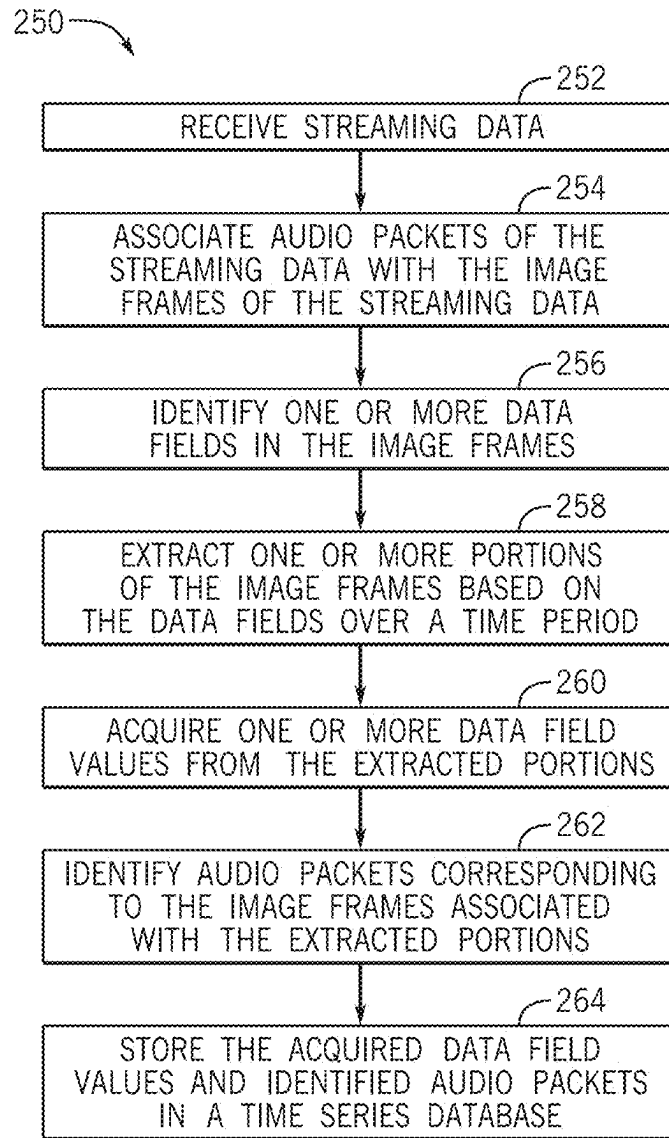 250
252
RECEIVE STREAMING DATA
254
ASSOCIATE AUDIO PACKETS OF THE
STREAMING DATA WITH THE IMAGE
FRAMES OF THE STREAMING DATA
256
IDENTIFY ONE OR MORE DATA
FIELDS IN THE IMAGE FRAMES
258
EXTRACT ONE OR MORE PORTIONS
OF THE IMAGE FRAMES BASED ON
THE DATA FIELDS OVER A TIME PERIOD
260
ACQUIRE ONE OR MORE DATA FIELD
VALUES FROM THE EXTRACTED PORTIONS
262
IDENTIFY AUDIO PACKETS CORRESPONDING
TO THE IMAGE FRAMES ASSOCIATED
WITH THE EXTRACTED PORTIONS
264
STORE THE ACQUIRED DATA FIELD
VALUES AND IDENTIFIED AUDIO PACKETS
IN A TIME SERIES DATABASE